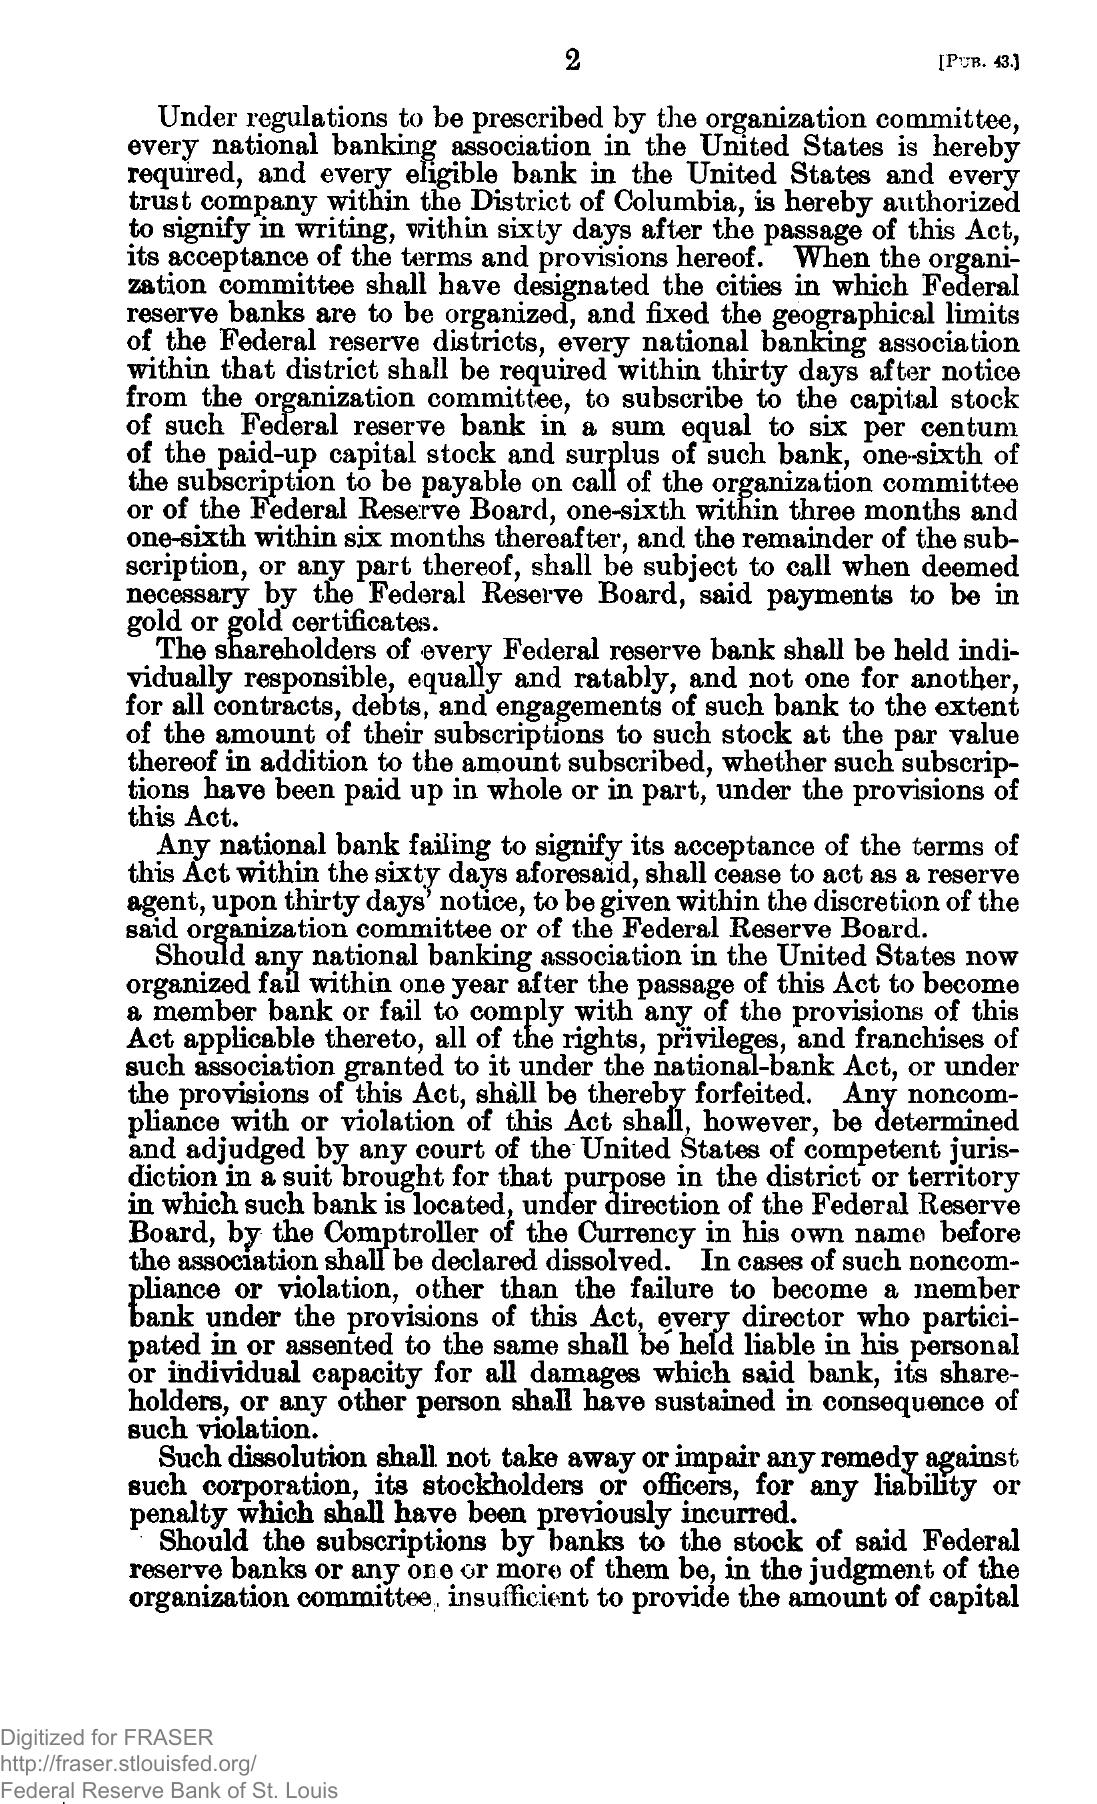 2 [PUB. 43.]
Under regulations to be prescribed by the organization committee,
every national banking association in the United States is hereby
required, and every eligible bank in the United States and every
trust company within the District of Columbia, is hereby authorized
to signify in writing, within sixty days after the passage of this Act,
its acceptance of the terms and provisions hereof. When the organi-
zation committee shall have designated the cities in which Federal
reserve banks are to be organized, and fixed the geographical limits
of the Federal reserve districts, every national banking association
within that district shall be required within thirty days after notice
from the organization committee, to subscribe to the capital stock
of such Federal reserve bank in a sum equal to six per centum
of the paid-up capital stock and surplus of such bank, one-sixth of
the subscription to be payable on call of the organization committee
or of the Federal Reserve Board, one-sixth within three months and
one-sixth within six months thereafter, and the remainder of the sub-
scription, or any part thereof, shall be subject to call when deemed
necessary by the Federal Reserve Board, said payments to be in
gold or gold certificates.
The shareholders of every Federal reserve bank shall be held indi-
vidually responsible, equally and ratably, and not one for another,
for all contracts, debts, and engagements of such bank to the extent
of the amount of their subscriptions to such stock at the par value
thereof in addition to the amount subscribed, whether such subscrip-
tions have been paid up in whole or in part, under the provisions of
this Act.
Any national bank failing to signify its acceptance of the terms of
this Act within the sixty days aforesaid, shall cease to act as a reserve
agent, upon thirty days' notice, to be given within the discretion of the
said organization committee or of the Federal Reserve Board.
Should any national banking association in the United States now
organized fail within one year after the passage of this Act to become
a member bank or fail to comply with any of the provisions of this
Act applicable thereto, all of the rights, privileges, and franchises of
such association granted to it under the national-bank Act, or under
the provisions of this Act, shall be thereby forfeited. Any noncom-
pliance with or violation of this Act shall, however, be determined
and adjudged by any court of the United States of competent juris-
diction in a suit brought for that purpose in the district or territory
in which such bank is located, under direction of the Federal Reserve
Board, by the Comptroller of the Currency in his own name before
the association shall be declared dissolved. In cases of such noncom-
pliance or violation, other than the failure to become a member
bank under the provisions of this Act, every director who partici-
pated in or assented to the same shall be held liable in his personal
or individual capacity for all damages which said bank, its share-
holders, or any other person shall have sustained in consequence of
such violation.
Such dissolution shall not take away or impair any remedy against
such corporation, its stockholders or officers, for any liability or
penalty which shall have been previously incurred.
Should the subscriptions by banks to the stock of said Federal
reserve banks or any one or more of them be, in the judgment of the
organization committee, insufficient to provide the amount of capital
Digitized for FRASER
http://fraser.stlouisfed.org/
Federal Reserve Bank of St. Louis